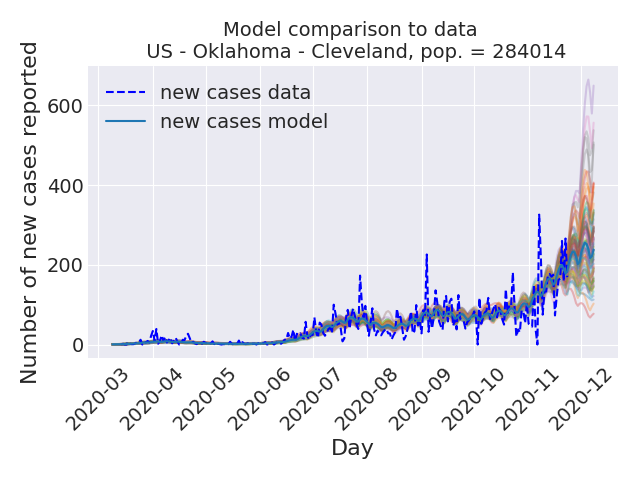 Model comparison to data
US - Oklahoma - Cleveland, pop. = 284014
Number of new cases reported
600
400
200
0
new cases data
new cases model
2020-03
2020-04
2020-05
2020-06
2020-07
2020-08
2020-09
2020-10
2020-11
2020-12
Day